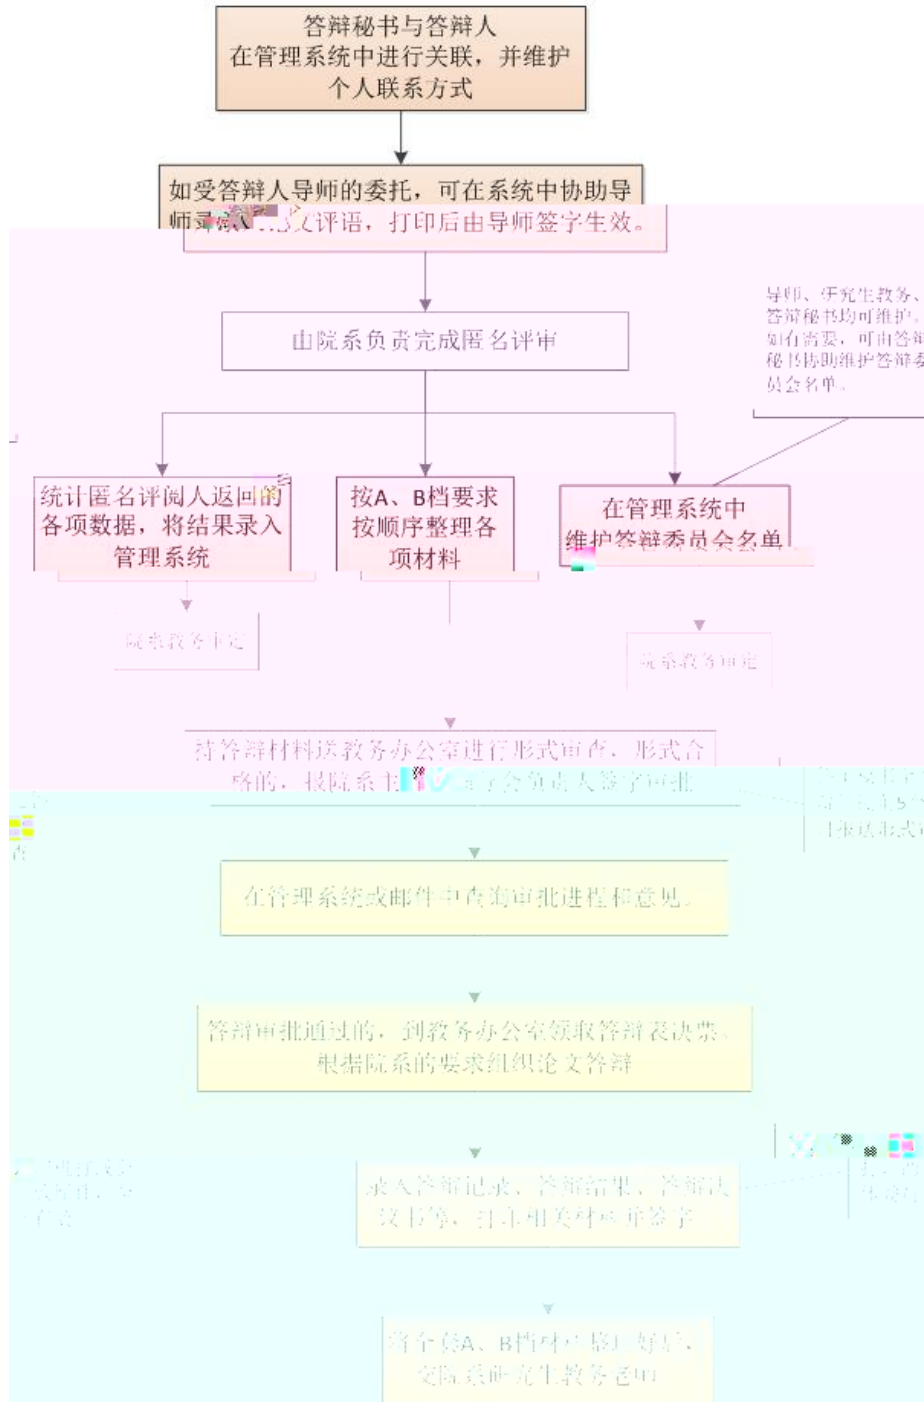 答辩秘书与答辩人
在管理系统中进行关联，并维护
个人联系方式
如受答辩人导师的委托，可在系统中协助导
师录入 文评语，打印后由导师签字生效。
由院系负责完成匿名评审
导师、研究生教务、
答辩秘书均可维护。
如有需要，可由答辩
秘书协助维护答辩委
员会名单。
统计匿名评阅人返回的
各项数据，将结果录入
管理系统
按A、B档要求
按顺序整理各
项材料
在管理系统中
维护答辩委员会名单
院系教务审定
院系教务审定
持答辩材料送教务办公室进行形式审查，形式合
格的，报院系主 负责人签字审批
在管理系统或邮件中查询审批进程和意见。
答辩审批通过的，到教务办公室领取答辩表决票、
根据院系的要求组织论文答辩
录入答辩记录、答辩结果、答辩决
议书等，打印相关材料并签字
将全套A、B档材料整理好后，
交院系研究生教务老师